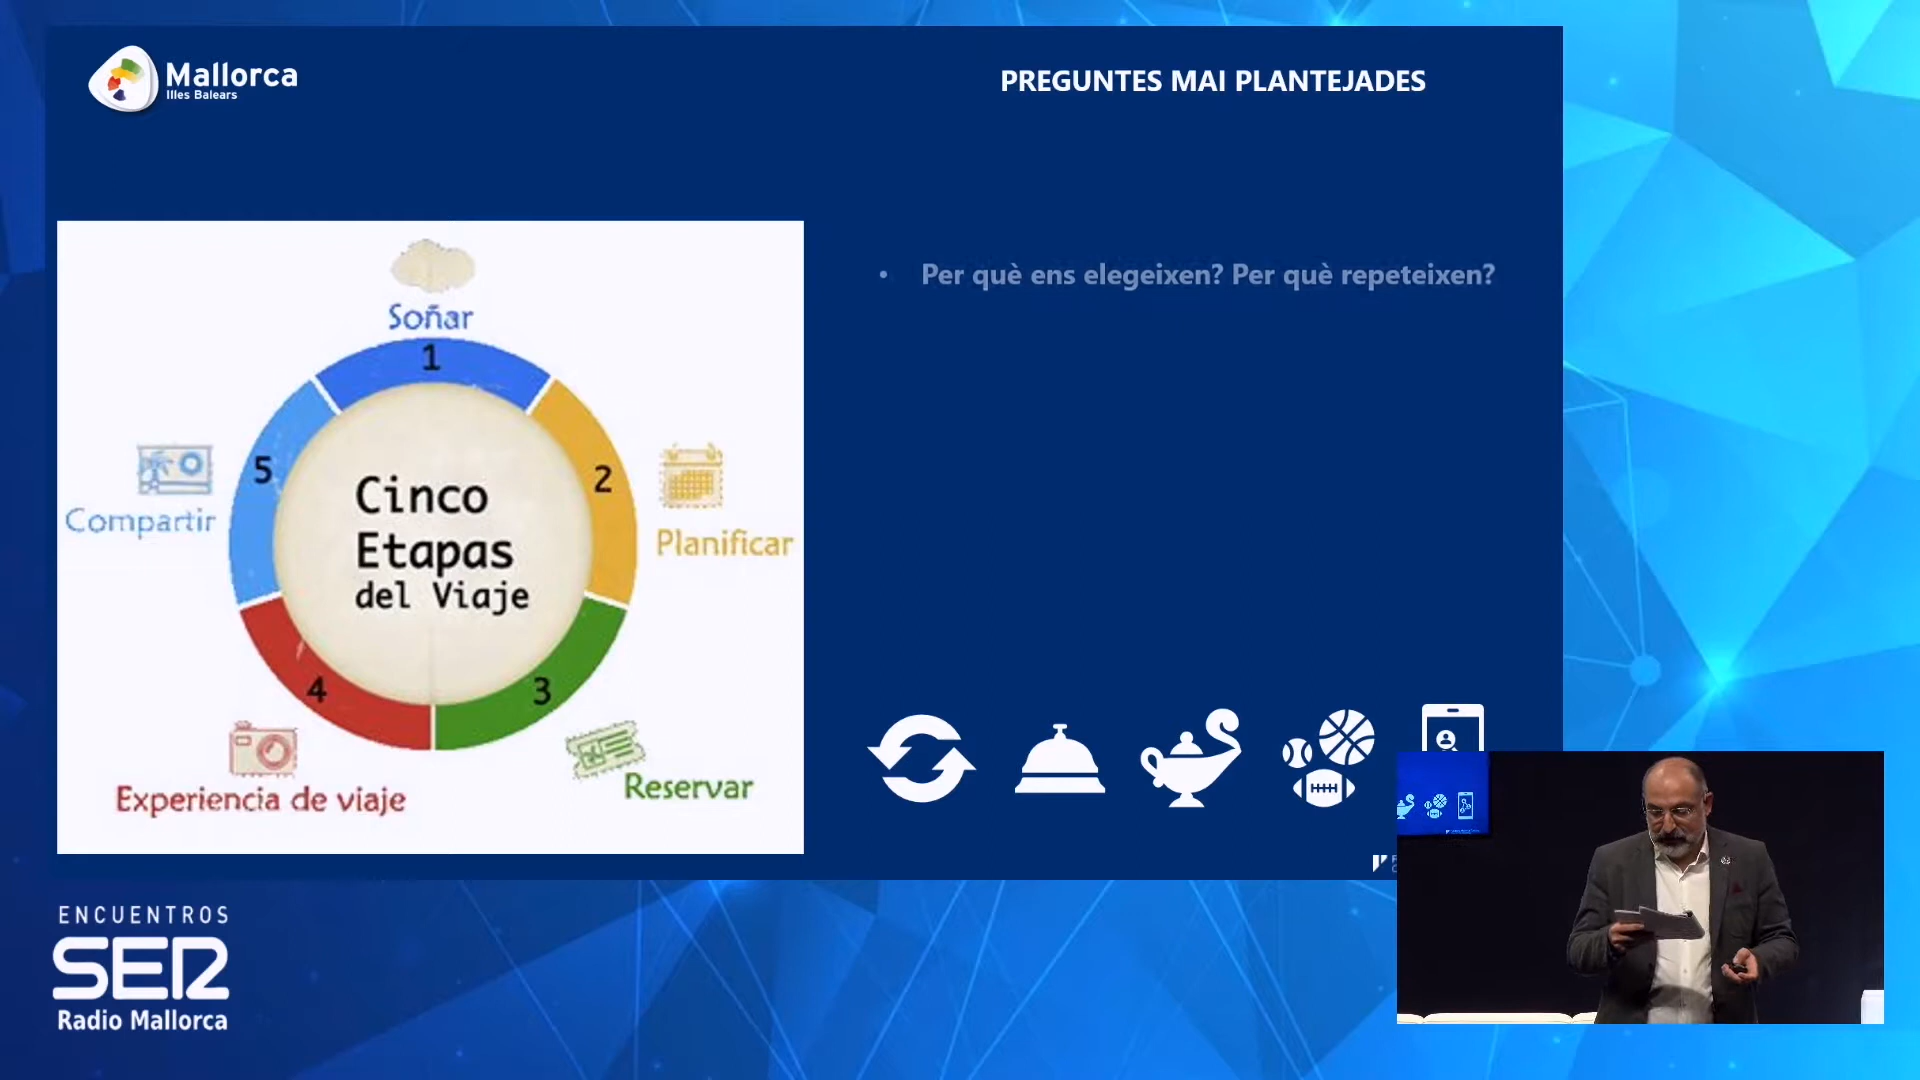 Mallorca
Illes Balears
PREGUNTES MAI PLANTEJADES
• Per què ens elegeixen? Per què repeteixen?
Soñar
1
2
Planificar
3
Reservar
4
Experiencia de viaje
5
Compartir
Cinco
Etapas
del Viaje
ENCUENTROS
SER
Radio Mallorca